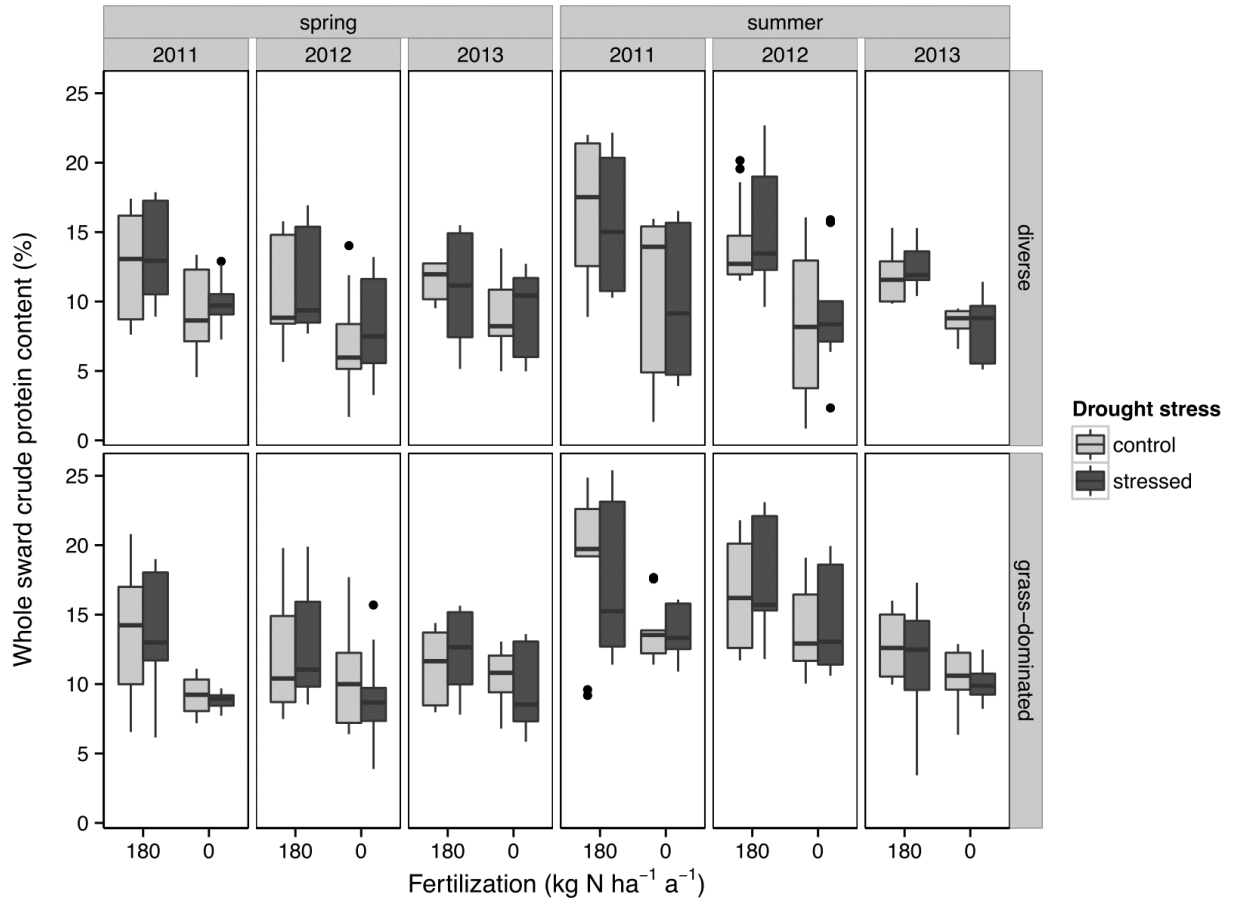 spring summer
2011 2012 2013 2011 2012 2013
Whole sward crude protein content (%)
25
20
15
10
5
0
diverse
25
20
15
10
5
0
grass−dominated
180 0 180 0 180 0 180 0 180 0 180 0
Fertilization (kg N ha⁻¹ a⁻¹)
Drought stress
control
stressed